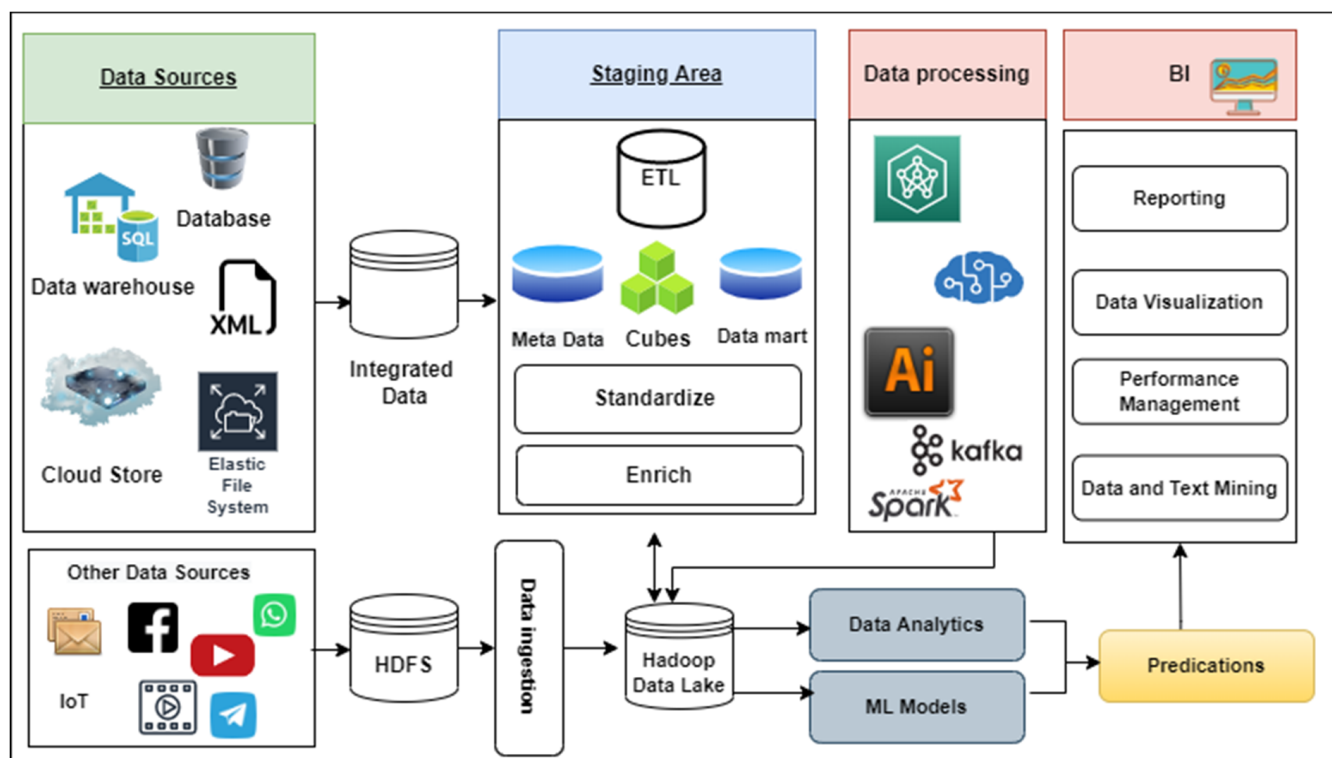 Data Sources
Database
SQL
Data warehouse
XML
Cloud Store
Elastic
File
System
Integrated
Data
Staging Area
ETL
Meta Data
Cubes
Data mart
Standardize
Enrich
Data processing
Ai
kafka
APACHE
Spark
BI
Reporting
Data Visualization
Performance
Management
Data and Text Mining
Other Data Sources
IoT
HDFS
Data ingestion
Hadoop
Data Lake
Data Analytics
ML Models
Predications